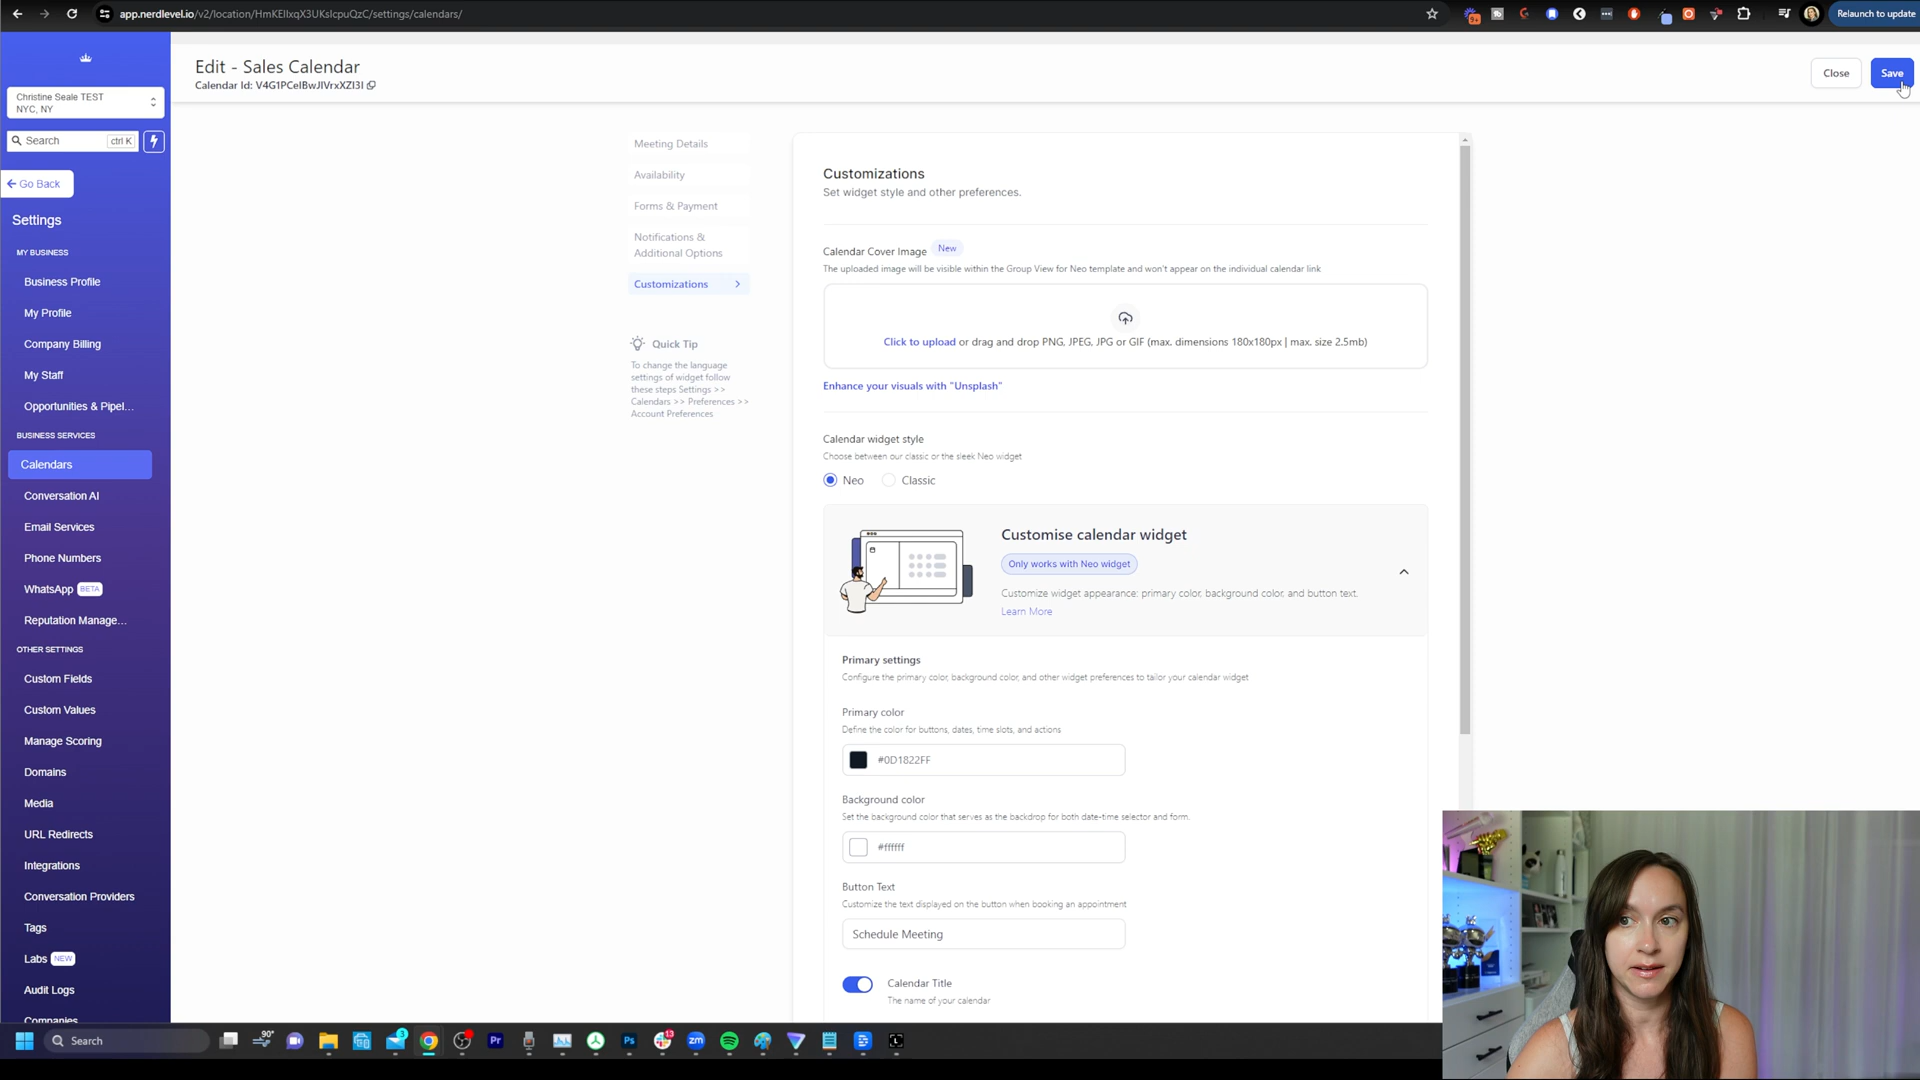 app.nerdlevel.io/v2/location/HmKEIlxqX3UKslcpuQzC/settings/calendars/
9+
Relaunch to update
Edit - Sales Calendar
Calendar Id: V4G1PCeIBwJIVrxXZI3I
Close
Save
Christine Seale TEST
NYC, NY
Search
ctrl K
Go Back
Settings
MY BUSINESS
Business Profile
My Profile
Company Billing
My Staff
Opportunities & Pipel...
BUSINESS SERVICES
Calendars
Conversation AI
Email Services
Phone Numbers
WhatsApp BETA
Reputation Manage...
OTHER SETTINGS
Custom Fields
Custom Values
Manage Scoring
Domains
Media
URL Redirects
Integrations
Conversation Providers
Tags
Labs NEW
Audit Logs
Companies
Meeting Details
Availability
Forms & Payment
Notifications &
Additional Options
Customizations
Quick Tip
To change the language
settings of widget follow
these steps Settings >>
Calendars >> Preferences >>
Account Preferences
Customizations
Set widget style and other preferences.
Calendar Cover Image New
The uploaded image will be visible within the Group View for Neo template and won't appear on the individual calendar link
Click to upload or drag and drop PNG, JPEG, JPG or GIF (max. dimensions 180x180px | max. size 2.5mb)
Enhance your visuals with "Unsplash"
Calendar widget style
Choose between our classic or the sleek Neo widget
Neo
Classic
Customise calendar widget
Only works with Neo widget
Customize widget appearance: primary color, background color, and button text.
Learn More
Primary settings
Configure the primary color, background color, and other widget preferences to tailor your calendar widget
Primary color
Define the color for buttons, dates, time slots, and actions
#0D1822FF
Background color
Set the background color that serves as the backdrop for both date-time selector and form.
#ffffff
Button Text
Customize the text displayed on the button when booking an appointment
Schedule Meeting
Calendar Title
The name of your calendar
Search
90°
3
Pr
Ps
13
zm